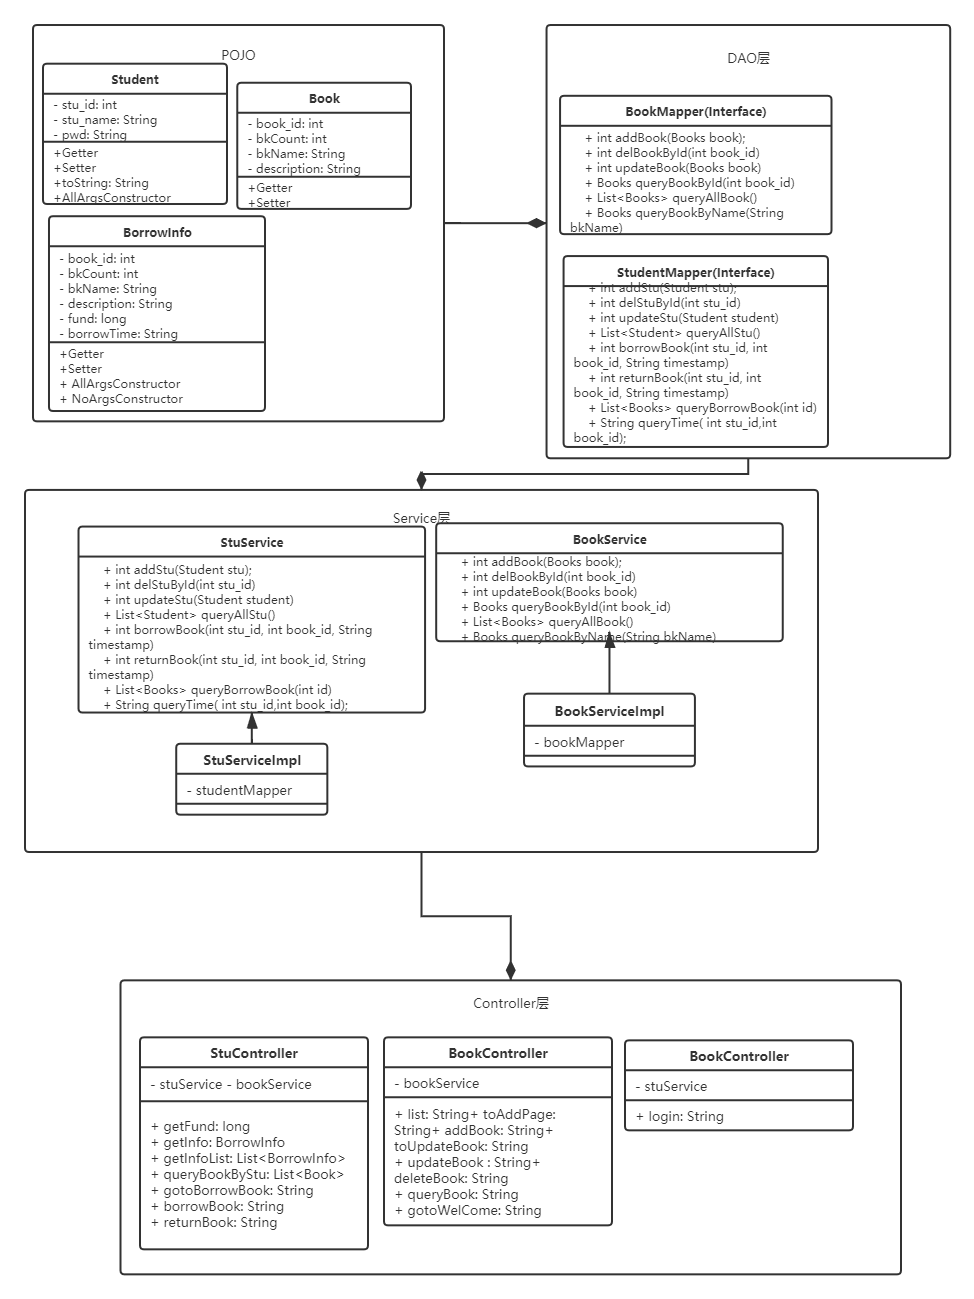 POJO
Student
- stu_id: int
- stu_name: String
- pwd: String
+Getter
+Setter
+toString: String
+AllArgsConstructor
Book
- book_id: int
- bkCount: int
- bkName: String
- description: String
+Getter
+Setter
BorrowInfo
- book_id: int
- bkCount: int
- bkName: String
- description: String
- fund: long
- borrowTime: String
+Getter
+Setter
+ AllArgsConstructor
+ NoArgsConstructor
DAO层
BookMapper(Interface)
+ int addBook(Books book);
+ int delBookById(int book_id)
+ int updateBook(Books book)
+ Books queryBookById(int book_id)
+ List<Books> queryAllBook()
+ Books queryBookByName(String
bkName)
StudentMapper(Interface)
+ int addStu(Student stu);
+ int delStuById(int stu_id)
+ int updateStu(Student student)
+ List<Student> queryAllStu()
+ int borrowBook(int stu_id, int
book_id, String timestamp)
+ int returnBook(int stu_id, int
book_id, String timestamp)
+ List<Books> queryBorrowBook(int id)
+ String queryTime( int stu_id,int
book_id);
Service层
StuService
+ int addStu(Student stu);
+ int delStuById(int stu_id)
+ int updateStu(Student student)
+ List<Student> queryAllStu()
+ int borrowBook(int stu_id, int book_id, String
timestamp)
+ int returnBook(int stu_id, int book_id, String
timestamp)
+ List<Books> queryBorrowBook(int id)
+ String queryTime( int stu_id,int book_id);
BookService
+ int addBook(Books book);
+ int delBookById(int book_id)
+ int updateBook(Books book)
+ Books queryBookById(int book_id)
+ List<Books> queryAllBook()
+ Books queryBookByName(String bkName)
StuServiceImpl
- studentMapper
BookServiceImpl
- bookMapper
Controller层
StuController
- stuService - bookService
+ getFund: long
+ getInfo: BorrowInfo
+ getInfoList: List<BorrowInfo>
+ queryBookByStu: List<Book>
+ gotoBorrowBook: String
+ borrowBook: String
+ returnBook: String
BookController
- bookService
+ list: String+ toAddPage:
String+ addBook: String+
toUpdateBook: String
+ updateBook : String+
deleteBook: String
+ queryBook: String
+ gotoWelCome: String
BookController
- stuService
+ login: String